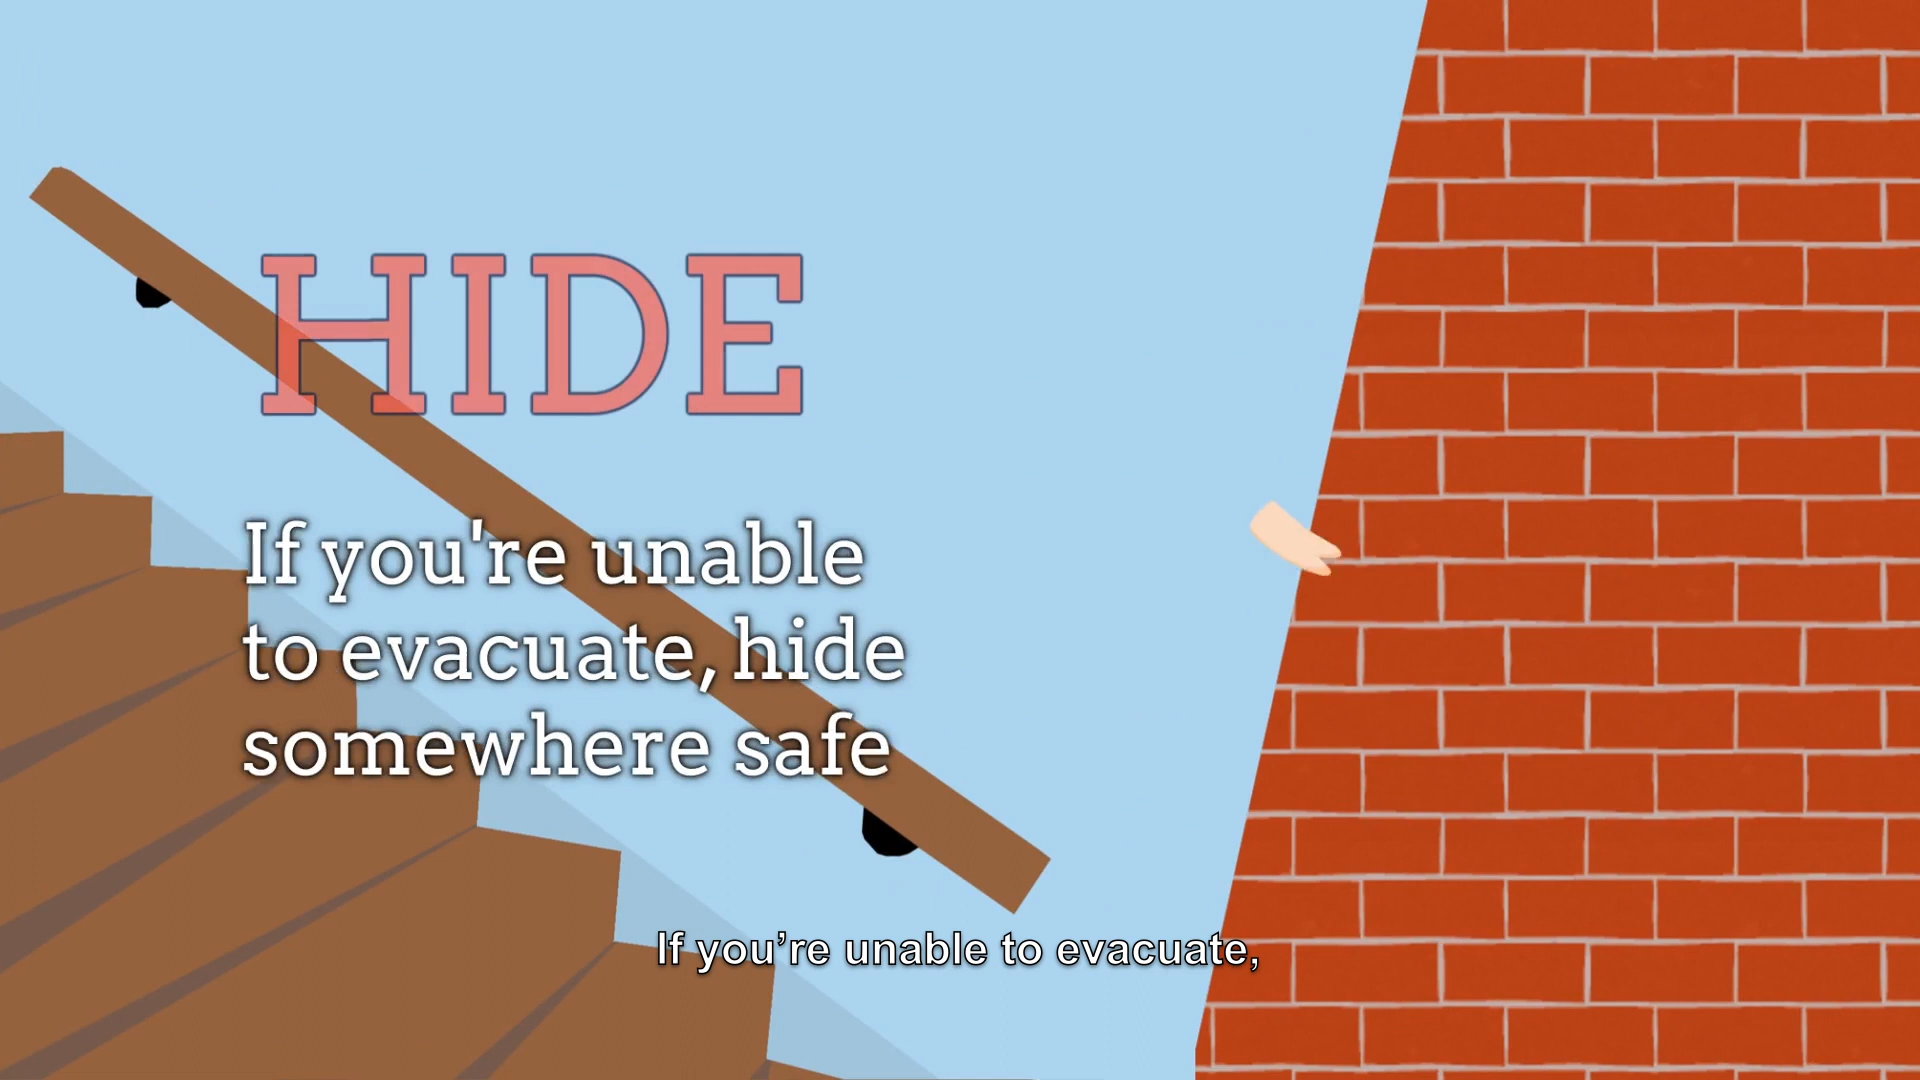 HIDE
If you're unable
to evacuate, hide
somewhere safe
If you’re unable to evacuate,